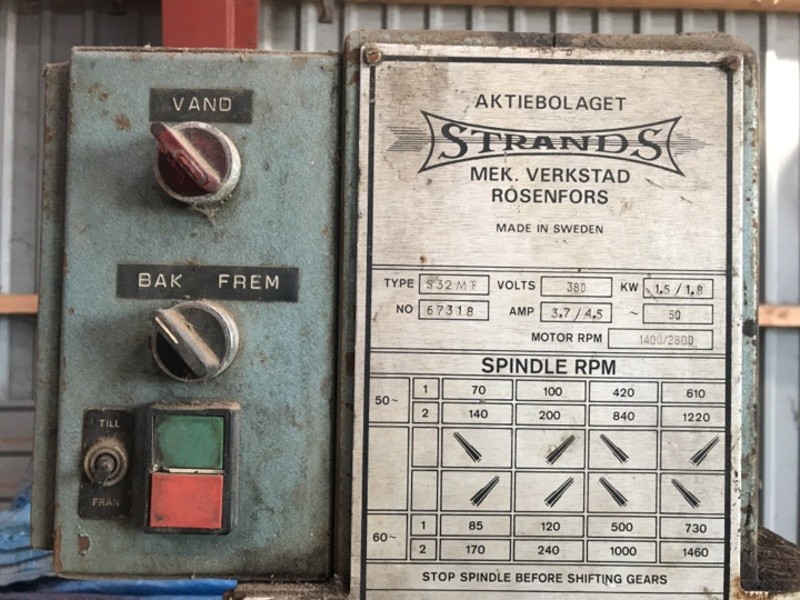 VAND
BAK FREM
TILL
FRÅN
AKTIEBOLAGET
STRANDS
MEK. VERKSTAD
ROSENFORS
MADE IN SWEDEN
TYPE S32MF VOLTS 380 KW 1.5 / 1.8
NO 67318 AMP 3.7 / 4.5 ~ 50
MOTOR RPM 1400/2800
SPINDLE RPM
50~ 1 70 100 420 610
2 140 200 840 1220
60~ 1 85 120 500 730
2 170 240 1000 1460
STOP SPINDLE BEFORE SHIFTING GEARS